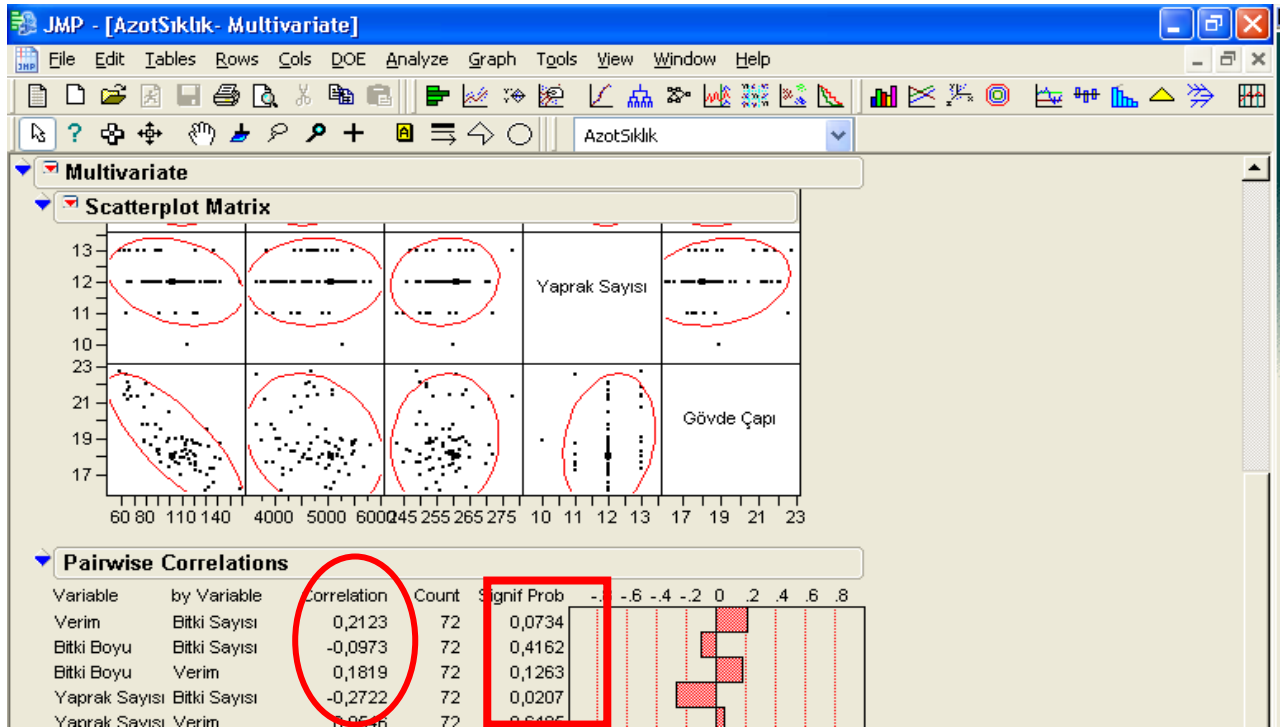 JMP - [AzotSıklık- Multivariate]
File Edit Tables Rows Cols DOE Analyze Graph Tools View Window Help
AzotSıklık
Multivariate
Scatterplot Matrix
13
12
11
10
Yaprak Sayısı
23
21
19
17
Gövde Çapı
60 80 110 140 4000 5000 6000 245 255 265 275 10 11 12 13 17 19 21 23
Pairwise Correlations
Variable by Variable Correlation Count Signif Prob -.8 -.6 -.4 -.2 0 .2 .4 .6 .8
Verim Bitki Sayısı 0,2123 72 0,0734
Bitki Boyu Bitki Sayısı -0,0973 72 0,4162
Bitki Boyu Verim 0,1819 72 0,1263
Yaprak Sayısı Bitki Sayısı -0,2722 72 0,0207
Yaprak Sayısı Verim 72